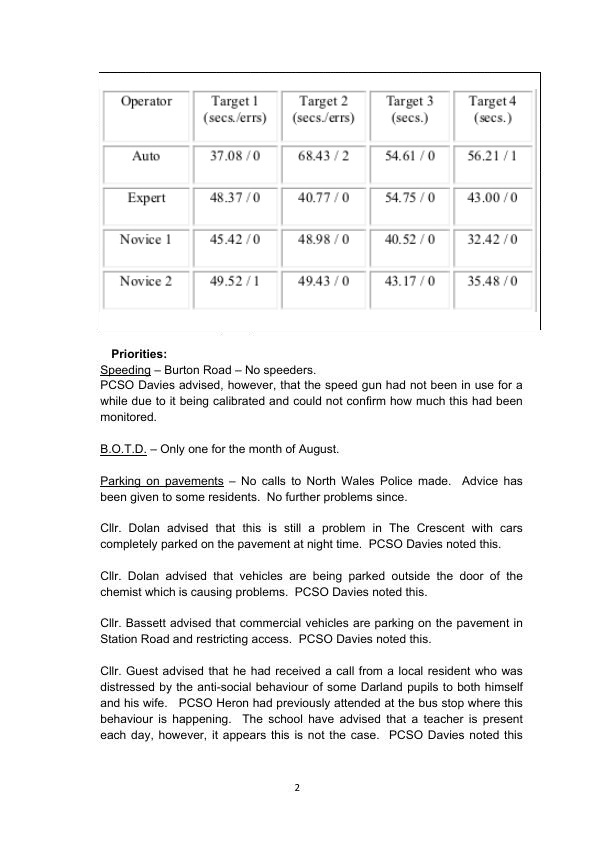 Operator Target 1 Target 2 Target 3 Target 4
(secs./errs) (secs./errs) (secs.) (secs.)
Auto 37.08 / 0 68.43 / 2 54.61 / 0 56.21 / 1
Expert 48.37 / 0 40.77 / 0 54.75 / 0 43.00 / 0
Novice 1 45.42 / 0 48.98 / 0 40.52 / 0 32.42 / 0
Novice 2 49.52 / 1 49.43 / 0 43.17 / 0 35.48 / 0
Priorities:
Speeding – Burton Road – No speeders.
PCSO Davies advised, however, that the speed gun had not been in use for a
while due to it being calibrated and could not confirm how much this had been
monitored.
B.O.T.D. – Only one for the month of August.
Parking on pavements – No calls to North Wales Police made. Advice has
been given to some residents. No further problems since.
Cllr. Dolan advised that this is still a problem in The Crescent with cars
completely parked on the pavement at night time. PCSO Davies noted this.
Cllr. Dolan advised that vehicles are being parked outside the door of the
chemist which is causing problems. PCSO Davies noted this.
Cllr. Bassett advised that commercial vehicles are parking on the pavement in
Station Road and restricting access. PCSO Davies noted this.
Cllr. Guest advised that he had received a call from a local resident who was
distressed by the anti-social behaviour of some Darland pupils to both himself
and his wife. PCSO Heron had previously attended at the bus stop where this
behaviour is happening. The school have advised that a teacher is present
each day, however, it appears this is not the case. PCSO Davies noted this
2